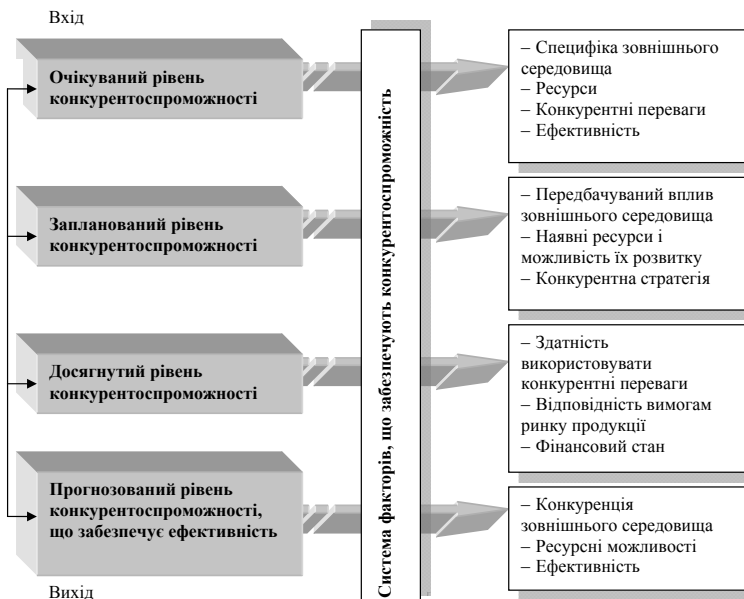 Вхід
Очікуваний рівень
конкурентоспроможності
– Специфіка зовнішнього
середовища
– Ресурси
– Конкурентні переваги
– Ефективність
Запланований рівень
конкурентоспроможності
– Передбачуваний вплив
зовнішнього середовища
– Наявні ресурси і
можливість їх розвитку
– Конкурентна стратегія
Система факторів, що забезпечують конкурентоспроможність
Досягнутий рівень
конкурентоспроможності
– Здатність
використовувати
конкурентні переваги
– Відповідність вимогам
ринку продукції
– Фінансовий стан
Прогнозований рівень
конкурентоспроможності,
що забезпечує ефективність
– Конкуренція
зовнішнього середовища
– Ресурсні можливості
– Ефективність
Вихід